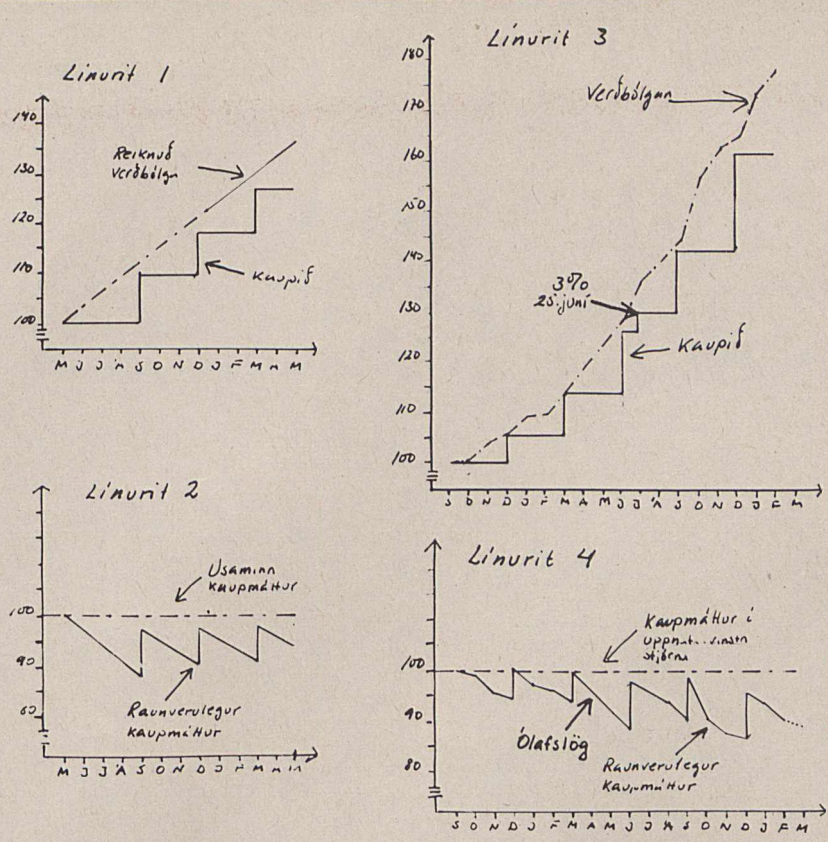 Línurit 1
140
130
120
110
100
Reiknuð
verðbólga
Kaupið
M J J Á S O N D J F M A M
Línurit 3
180
170
160
150
140
130
120
110
100
Verðbólgan
3%
25. júní
Kaupið
S O N D J F M A M J J Á S O N D J F M
Línurit 2
100
90
Usaminn
kaupmáttur
Raunverulegur
kaupmáttur
M J J Á S O N D J F M A M
Línurit 4
100
90
80
Kaupmáttur í
stjórna
Ólafslög
Raunverulegur
kaupmáttur
S O N D J F M A M J J Á S O N D J F M